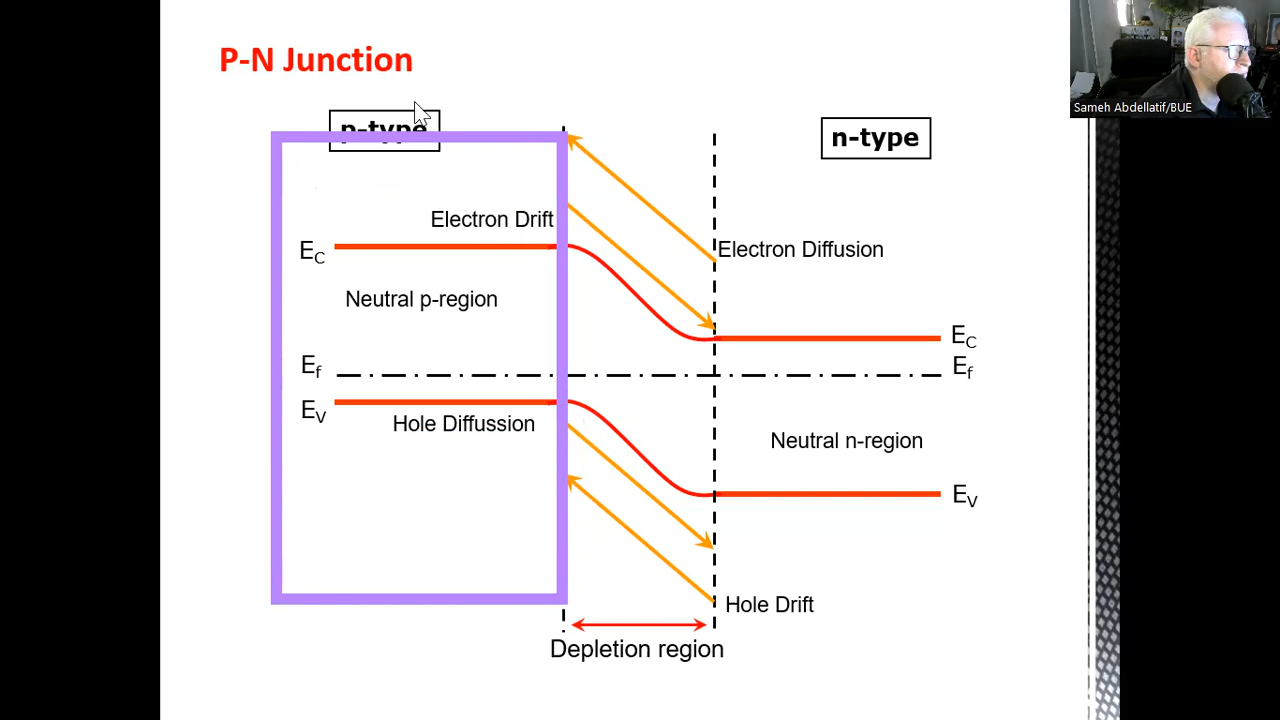 P-N Junction
Sameh Abdellatif/BUE
p-type
n-type
Electron Drift
Electron Diffusion
EC
Neutral p-region
EC
Ef
Ef
EV
Hole Diffussion
Neutral n-region
EV
Hole Drift
Depletion region